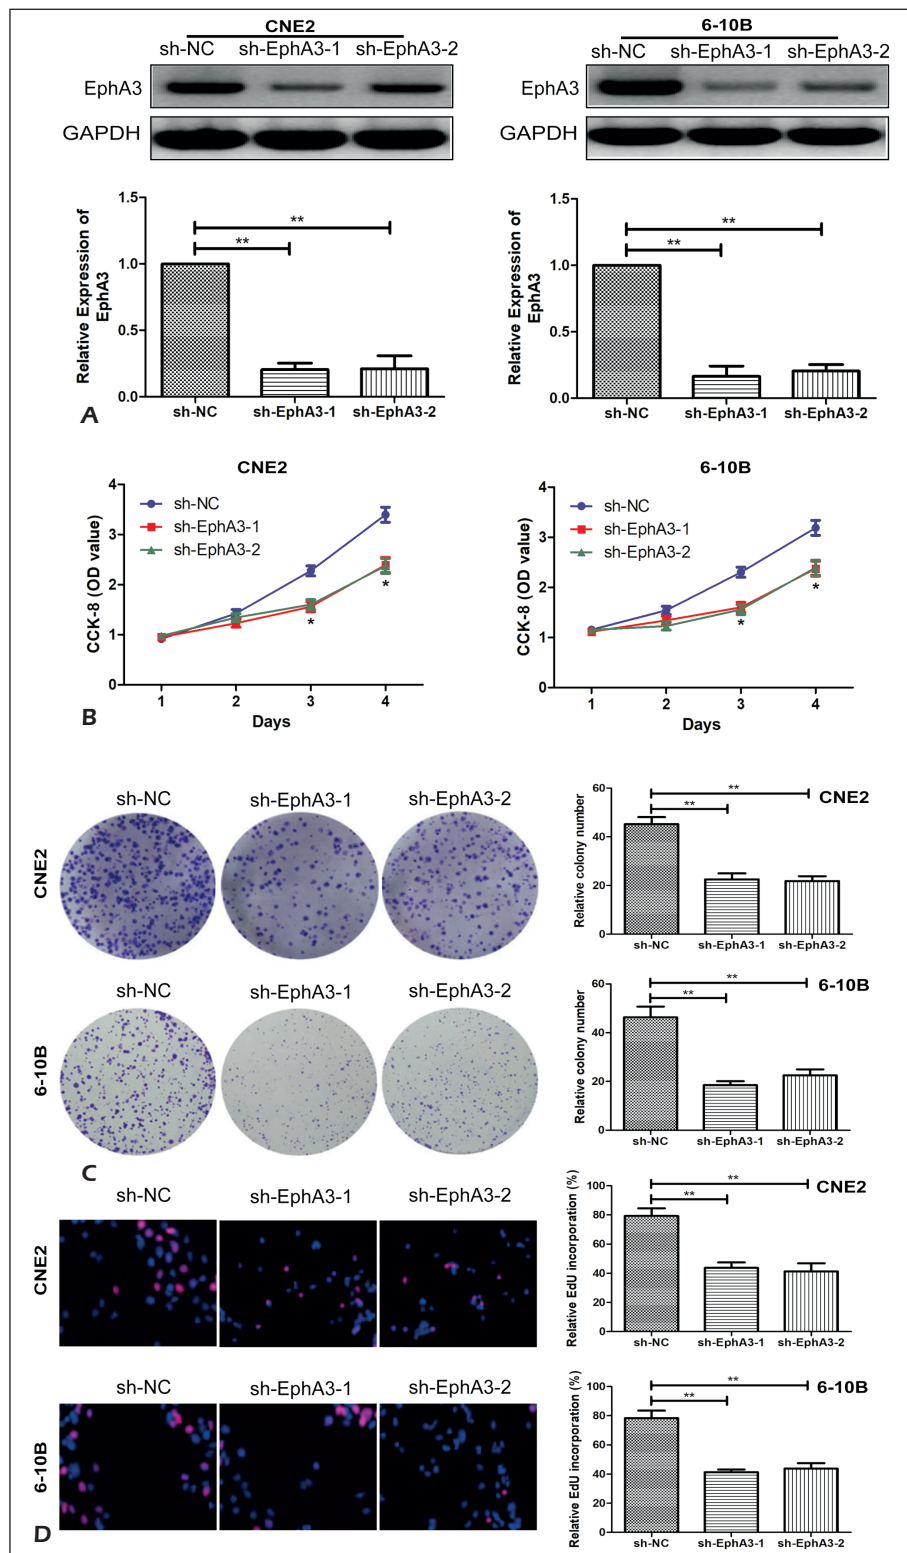 CNE2
sh-NC sh-EphA3-1 sh-EphA3-2
EphA3
GAPDH
6-10B
sh-NC sh-EphA3-1 sh-EphA3-2
EphA3
GAPDH
Relative Expression of
EphA3
1.5
1.0
0.5
0.0
**
**
sh-NC sh-EphA3-1 sh-EphA3-2
Relative Expression of
EphA3
1.5
1.0
0.5
0.0
**
**
sh-NC sh-EphA3-1 sh-EphA3-2
A
CNE2
CCK-8 (OD value)
4
3
2
1
0
sh-NC
sh-EphA3-1
sh-EphA3-2
*
*
1 2 3 4
Days
6-10B
CCK-8 (OD value)
4
3
2
1
0
sh-NC
sh-EphA3-1
sh-EphA3-2
*
*
1 2 3 4
Days
B
sh-NC sh-EphA3-1 sh-EphA3-2
CNE2
Relative colony number
60
40
20
0
**
**
CNE2
sh-NC sh-EphA3-1 sh-EphA3-2
sh-NC sh-EphA3-1 sh-EphA3-2
6-10B
Relative colony number
60
40
20
0
**
**
6-10B
sh-NC sh-EphA3-1 sh-EphA3-2
C
sh-NC sh-EphA3-1 sh-EphA3-2
CNE2
Relative EdU incorporation (%)
100
80
60
40
20
0
**
**
CNE2
sh-NC sh-EphA3-1 sh-EphA3-2
sh-NC sh-EphA3-1 sh-EphA3-2
6-10B
Relative EdU incorporation (%)
100
80
60
40
20
0
**
**
6-10B
sh-NC sh-EphA3-1 sh-EphA3-2
D